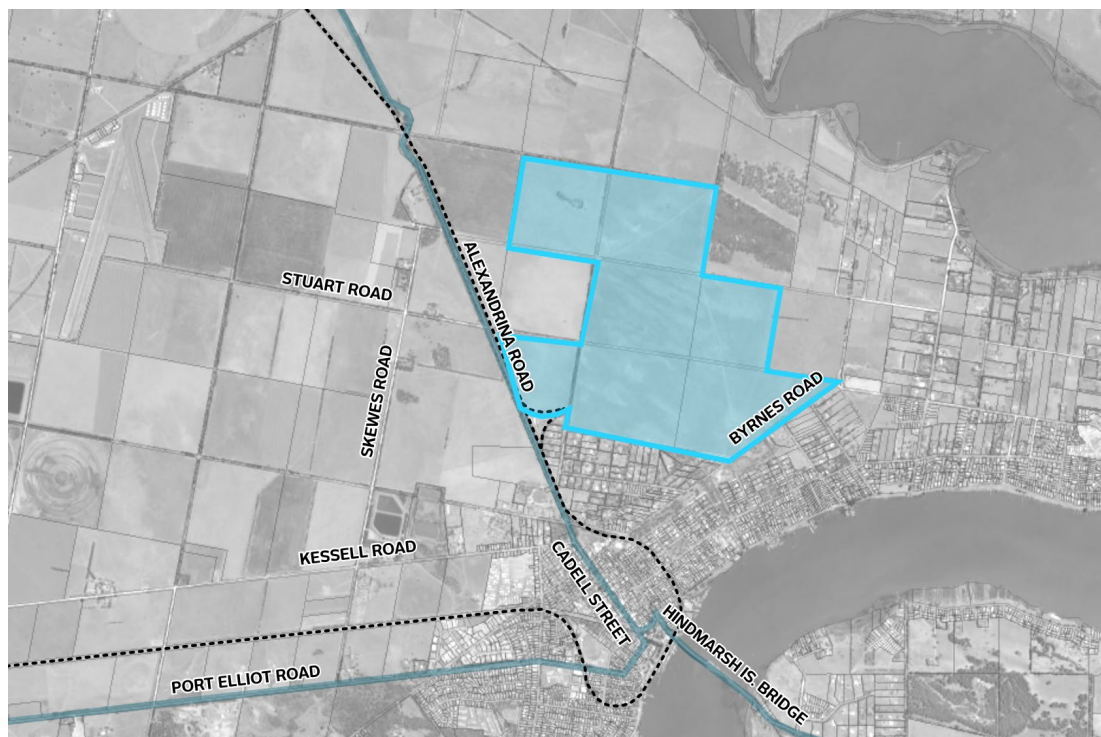 ALEXANDRINA ROAD
STUART ROAD
SKEWES ROAD
BYRNES ROAD
KESSELL ROAD
CADELL STREET
HINDMARSH IS. BRIDGE
PORT ELLIOT ROAD